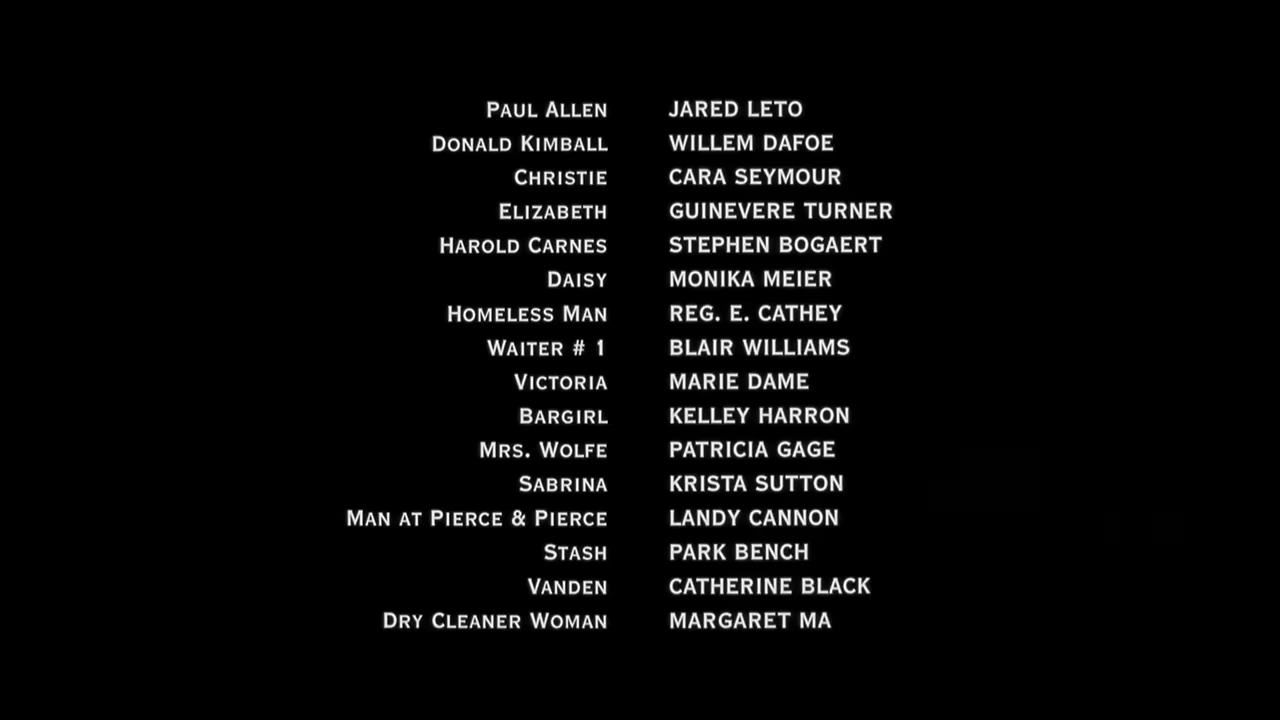 PAUL ALLEN JARED LETO
DONALD KIMBALL WILLEM DAFOE
CHRISTIE CARA SEYMOUR
ELIZABETH GUINEVERE TURNER
HAROLD CARNES STEPHEN BOGAERT
DAISY MONIKA MEIER
HOMELESS MAN REG. E. CATHEY
WAITER # 1 BLAIR WILLIAMS
VICTORIA MARIE DAME
BARGIRL KELLEY HARRON
MRS. WOLFE PATRICIA GAGE
SABRINA KRISTA SUTTON
MAN AT PIERCE & PIERCE LANDY CANNON
STASH PARK BENCH
VANDEN CATHERINE BLACK
DRY CLEANER WOMAN MARGARET MA